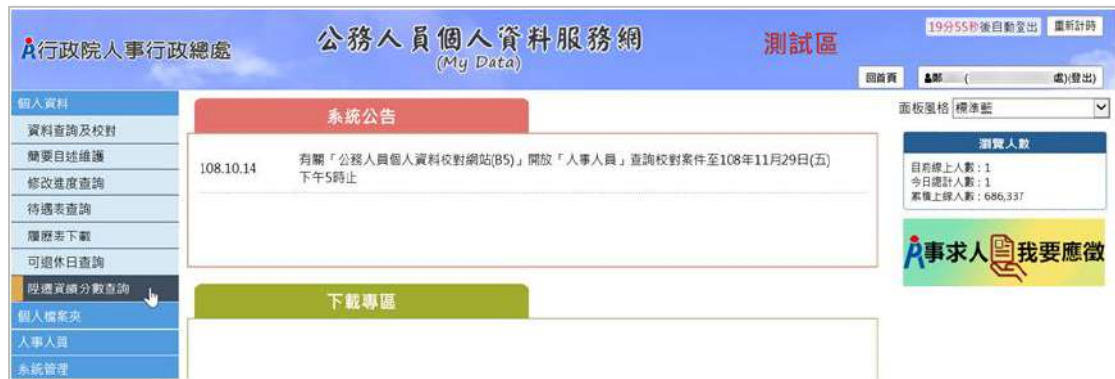 行政院人事行政總處
公務人員個人資料服務網
(My Data)
測試區
19分55秒後自動登出 重新計時
回首頁 鄭 ( 處)(登出)
個人資料
資料查詢及校對
簡要自述維護
修改進度查詢
待遇表查詢
履歷表下載
可退休日查詢
陞遷資績分數查詢
個人檔案夾
人事人員
系統管理
系統公告
108.10.14 有關「公務人員個人資料校對網站(B5)」開放「人事人員」查詢校對案件至108年11月29日(五)
下午5時止
下載專區
面板風格 標準藍
瀏覽人數
目前線上人數:1
今日總計人數:1
累積上線人數:686,337
事求人 我要應徵